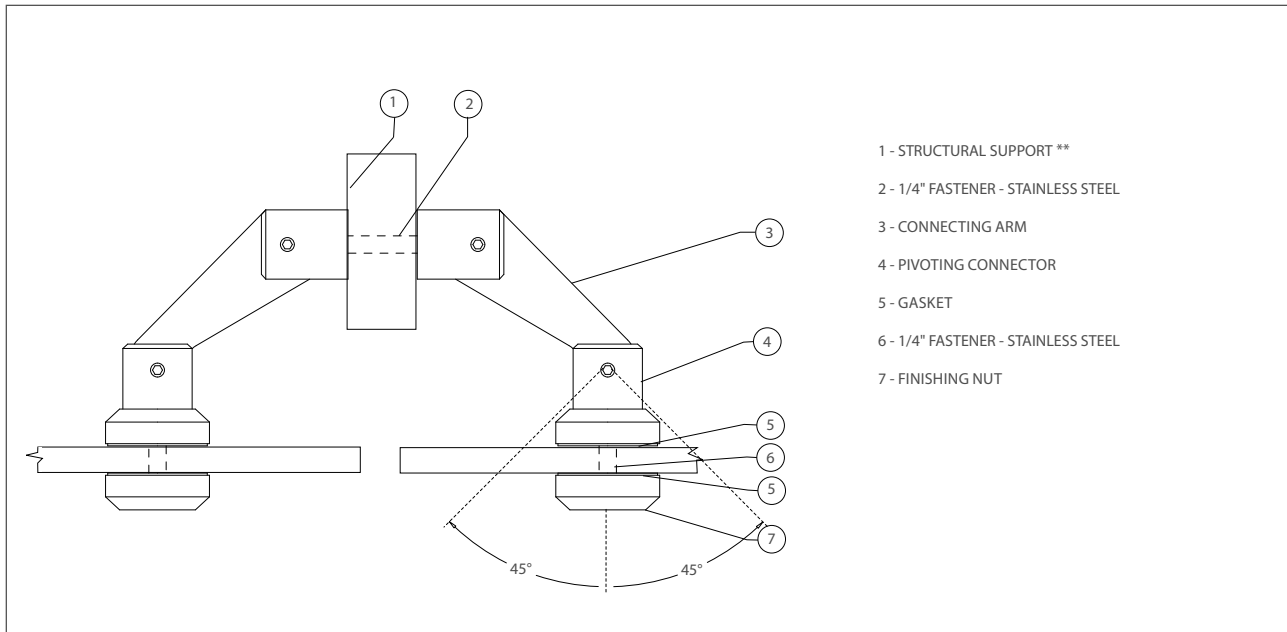 1
2
1 - STRUCTURAL SUPPORT **
2 - 1/4" FASTENER - STAINLESS STEEL
3
3 - CONNECTING ARM
4 - PIVOTING CONNECTOR
5 - GASKET
4
6 - 1/4" FASTENER - STAINLESS STEEL
7 - FINISHING NUT
5
6
5
7
45°
45°